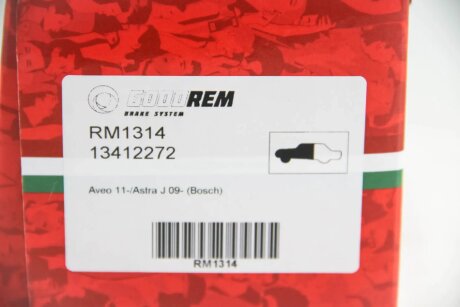 GOODREM
BRAKE SYSTEM
RM1314
13412272
Aveo 11-/Astra J 09- (Bosch)
RM1314